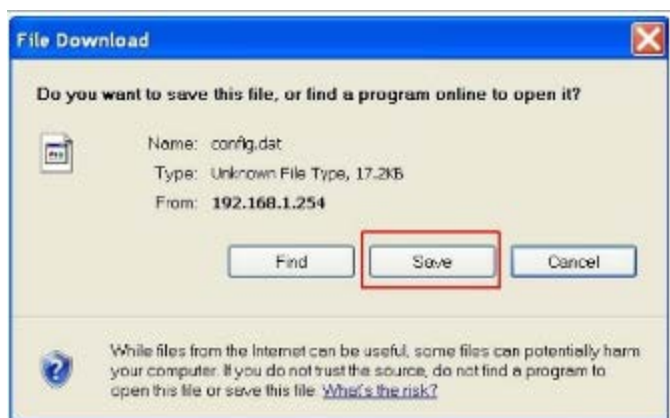 File Download
Do you want to save this file, or find a program online to open it?
Name: config.dat
Type: Unknown File Type, 17.2KB
From: 192.168.1.254
Find Save Cancel
While files from the Internet can be useful, some files can potentially harm
your computer. If you do not trust the source, do not find a program to
open this file or save this file. What's the risk?